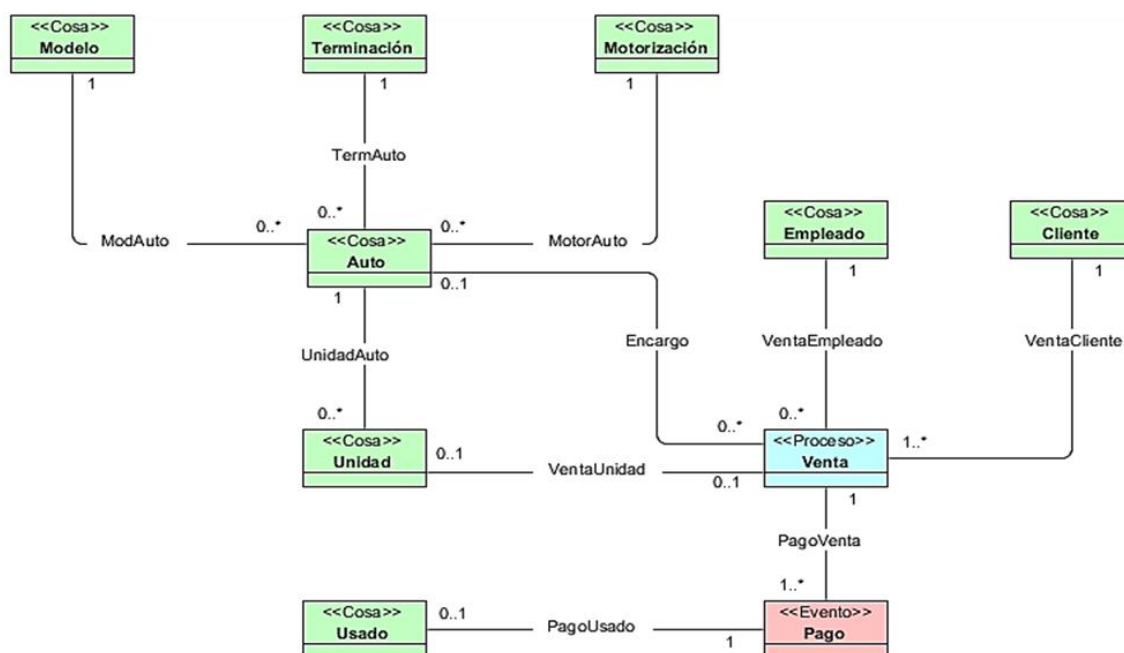 <<Cosa>>
Modelo
1
<<Cosa>>
Terminación
1
<<Cosa>>
Motorización
1
TermAuto
ModAuto
0..*
0..*
0..*
MotorAuto
<<Cosa>>
Auto
1
0..1
<<Cosa>>
Empleado
1
<<Cosa>>
Cliente
1
UnidadAuto
Encargo
VentaEmpleado
VentaCliente
0..*
0..*
0..*
1..*
<<Cosa>>
Unidad
0..1
VentaUnidad
0..1
<<Proceso>>
Venta
1
PagoVenta
1..*
<<Cosa>>
Usado
0..1
PagoUsado
1
<<Evento>>
Pago